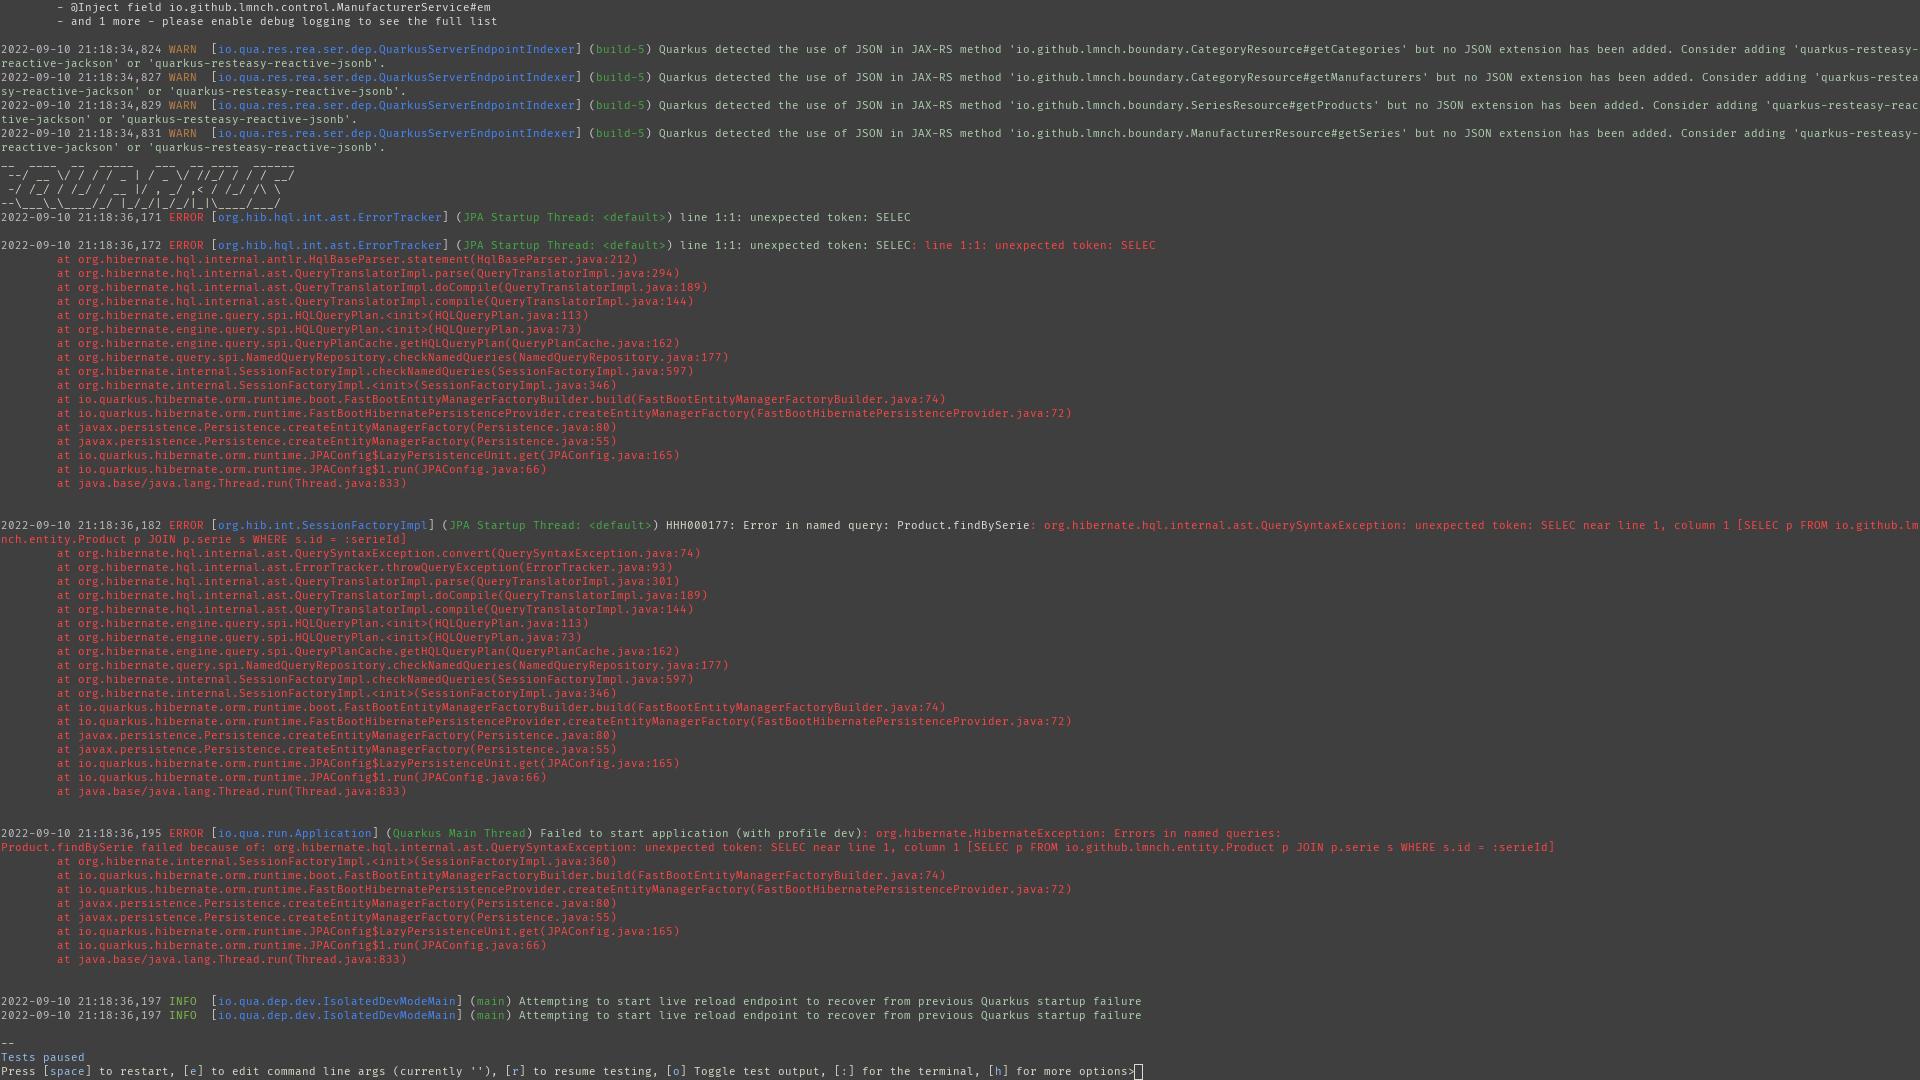 - @Inject field io.github.lmnch.control.ManufacturerService#em
- and 1 more - please enable debug logging to see the full list
2022-09-10 21:18:34,824 WARN  [io.qua.res.rea.ser.dep.QuarkusServerEndpointIndexer] (build-5) Quarkus detected the use of JSON in JAX-RS method 'io.github.lmnch.boundary.CategoryResource#getCategories' but no JSON extension has been added. Consider adding 'quarkus-resteasy-
reactive-jackson' or 'quarkus-resteasy-reactive-jsonb'.
2022-09-10 21:18:34,827 WARN  [io.qua.res.rea.ser.dep.QuarkusServerEndpointIndexer] (build-5) Quarkus detected the use of JSON in JAX-RS method 'io.github.lmnch.boundary.CategoryResource#getManufacturers' but no JSON extension has been added. Consider adding 'quarkus-restea
sy-reactive-jackson' or 'quarkus-resteasy-reactive-jsonb'.
2022-09-10 21:18:34,829 WARN  [io.qua.res.rea.ser.dep.QuarkusServerEndpointIndexer] (build-5) Quarkus detected the use of JSON in JAX-RS method 'io.github.lmnch.boundary.SeriesResource#getProducts' but no JSON extension has been added. Consider adding 'quarkus-resteasy-reac
tive-jackson' or 'quarkus-resteasy-reactive-jsonb'.
2022-09-10 21:18:34,831 WARN  [io.qua.res.rea.ser.dep.QuarkusServerEndpointIndexer] (build-5) Quarkus detected the use of JSON in JAX-RS method 'io.github.lmnch.boundary.ManufacturerResource#getSeries' but no JSON extension has been added. Consider adding 'quarkus-resteasy-
reactive-jackson' or 'quarkus-resteasy-reactive-jsonb'.
__  ____  __  _____   ___  __ ____  ______
 --/ __ \/ / / / _ | / _ \/ //_/ / / / __/
 -/ /_/ / /_/ / __ |/ , _/ ,< / /_/ /\ \
--\___\_\____/_/ |_/_/|_/_/|_|\____/___/
2022-09-10 21:18:36,171 ERROR [org.hib.hql.int.ast.ErrorTracker] (JPA Startup Thread: <default>) line 1:1: unexpected token: SELEC
2022-09-10 21:18:36,172 ERROR [org.hib.hql.int.ast.ErrorTracker] (JPA Startup Thread: <default>) line 1:1: unexpected token: SELEC: line 1:1: unexpected token: SELEC
at org.hibernate.hql.internal.antlr.HqlBaseParser.statement(HqlBaseParser.java:212)
at org.hibernate.hql.internal.ast.QueryTranslatorImpl.parse(QueryTranslatorImpl.java:294)
at org.hibernate.hql.internal.ast.QueryTranslatorImpl.doCompile(QueryTranslatorImpl.java:189)
at org.hibernate.hql.internal.ast.QueryTranslatorImpl.compile(QueryTranslatorImpl.java:144)
at org.hibernate.engine.query.spi.HQLQueryPlan.<init>(HQLQueryPlan.java:113)
at org.hibernate.engine.query.spi.HQLQueryPlan.<init>(HQLQueryPlan.java:73)
at org.hibernate.engine.query.spi.QueryPlanCache.getHQLQueryPlan(QueryPlanCache.java:162)
at org.hibernate.query.spi.NamedQueryRepository.checkNamedQueries(NamedQueryRepository.java:177)
at org.hibernate.internal.SessionFactoryImpl.checkNamedQueries(SessionFactoryImpl.java:597)
at org.hibernate.internal.SessionFactoryImpl.<init>(SessionFactoryImpl.java:346)
at io.quarkus.hibernate.orm.runtime.boot.FastBootEntityManagerFactoryBuilder.build(FastBootEntityManagerFactoryBuilder.java:74)
at io.quarkus.hibernate.orm.runtime.FastBootHibernatePersistenceProvider.createEntityManagerFactory(FastBootHibernatePersistenceProvider.java:72)
at javax.persistence.Persistence.createEntityManagerFactory(Persistence.java:80)
at javax.persistence.Persistence.createEntityManagerFactory(Persistence.java:55)
at io.quarkus.hibernate.orm.runtime.JPAConfig$LazyPersistenceUnit.get(JPAConfig.java:165)
at io.quarkus.hibernate.orm.runtime.JPAConfig$1.run(JPAConfig.java:66)
at java.base/java.lang.Thread.run(Thread.java:833)
2022-09-10 21:18:36,182 ERROR [org.hib.int.SessionFactoryImpl] (JPA Startup Thread: <default>) HHH000177: Error in named query: Product.findBySerie: org.hibernate.hql.internal.ast.QuerySyntaxException: unexpected token: SELEC near line 1, column 1 [SELEC p FROM io.github.lm
nch.entity.Product p JOIN p.serie s WHERE s.id = :serieId]
at org.hibernate.hql.internal.ast.QuerySyntaxException.convert(QuerySyntaxException.java:74)
at org.hibernate.hql.internal.ast.ErrorTracker.throwQueryException(ErrorTracker.java:93)
at org.hibernate.hql.internal.ast.QueryTranslatorImpl.parse(QueryTranslatorImpl.java:301)
at org.hibernate.hql.internal.ast.QueryTranslatorImpl.doCompile(QueryTranslatorImpl.java:189)
at org.hibernate.hql.internal.ast.QueryTranslatorImpl.compile(QueryTranslatorImpl.java:144)
at org.hibernate.engine.query.spi.HQLQueryPlan.<init>(HQLQueryPlan.java:113)
at org.hibernate.engine.query.spi.HQLQueryPlan.<init>(HQLQueryPlan.java:73)
at org.hibernate.engine.query.spi.QueryPlanCache.getHQLQueryPlan(QueryPlanCache.java:162)
at org.hibernate.query.spi.NamedQueryRepository.checkNamedQueries(NamedQueryRepository.java:177)
at org.hibernate.internal.SessionFactoryImpl.checkNamedQueries(SessionFactoryImpl.java:597)
at org.hibernate.internal.SessionFactoryImpl.<init>(SessionFactoryImpl.java:346)
at io.quarkus.hibernate.orm.runtime.boot.FastBootEntityManagerFactoryBuilder.build(FastBootEntityManagerFactoryBuilder.java:74)
at io.quarkus.hibernate.orm.runtime.FastBootHibernatePersistenceProvider.createEntityManagerFactory(FastBootHibernatePersistenceProvider.java:72)
at javax.persistence.Persistence.createEntityManagerFactory(Persistence.java:80)
at javax.persistence.Persistence.createEntityManagerFactory(Persistence.java:55)
at io.quarkus.hibernate.orm.runtime.JPAConfig$LazyPersistenceUnit.get(JPAConfig.java:165)
at io.quarkus.hibernate.orm.runtime.JPAConfig$1.run(JPAConfig.java:66)
at java.base/java.lang.Thread.run(Thread.java:833)
2022-09-10 21:18:36,195 ERROR [io.qua.run.Application] (Quarkus Main Thread) Failed to start application (with profile dev): org.hibernate.HibernateException: Errors in named queries:
Product.findBySerie failed because of: org.hibernate.hql.internal.ast.QuerySyntaxException: unexpected token: SELEC near line 1, column 1 [SELEC p FROM io.github.lmnch.entity.Product p JOIN p.serie s WHERE s.id = :serieId]
at org.hibernate.internal.SessionFactoryImpl.<init>(SessionFactoryImpl.java:360)
at io.quarkus.hibernate.orm.runtime.boot.FastBootEntityManagerFactoryBuilder.build(FastBootEntityManagerFactoryBuilder.java:74)
at io.quarkus.hibernate.orm.runtime.FastBootHibernatePersistenceProvider.createEntityManagerFactory(FastBootHibernatePersistenceProvider.java:72)
at javax.persistence.Persistence.createEntityManagerFactory(Persistence.java:80)
at javax.persistence.Persistence.createEntityManagerFactory(Persistence.java:55)
at io.quarkus.hibernate.orm.runtime.JPAConfig$LazyPersistenceUnit.get(JPAConfig.java:165)
at io.quarkus.hibernate.orm.runtime.JPAConfig$1.run(JPAConfig.java:66)
at java.base/java.lang.Thread.run(Thread.java:833)
2022-09-10 21:18:36,197 INFO  [io.qua.dep.dev.IsolatedDevModeMain] (main) Attempting to start live reload endpoint to recover from previous Quarkus startup failure
2022-09-10 21:18:36,197 INFO  [io.qua.dep.dev.IsolatedDevModeMain] (main) Attempting to start live reload endpoint to recover from previous Quarkus startup failure
--
Tests paused
Press [space] to restart, [e] to edit command line args (currently ''), [r] to resume testing, [o] Toggle test output, [:] for the terminal, [h] for more options>